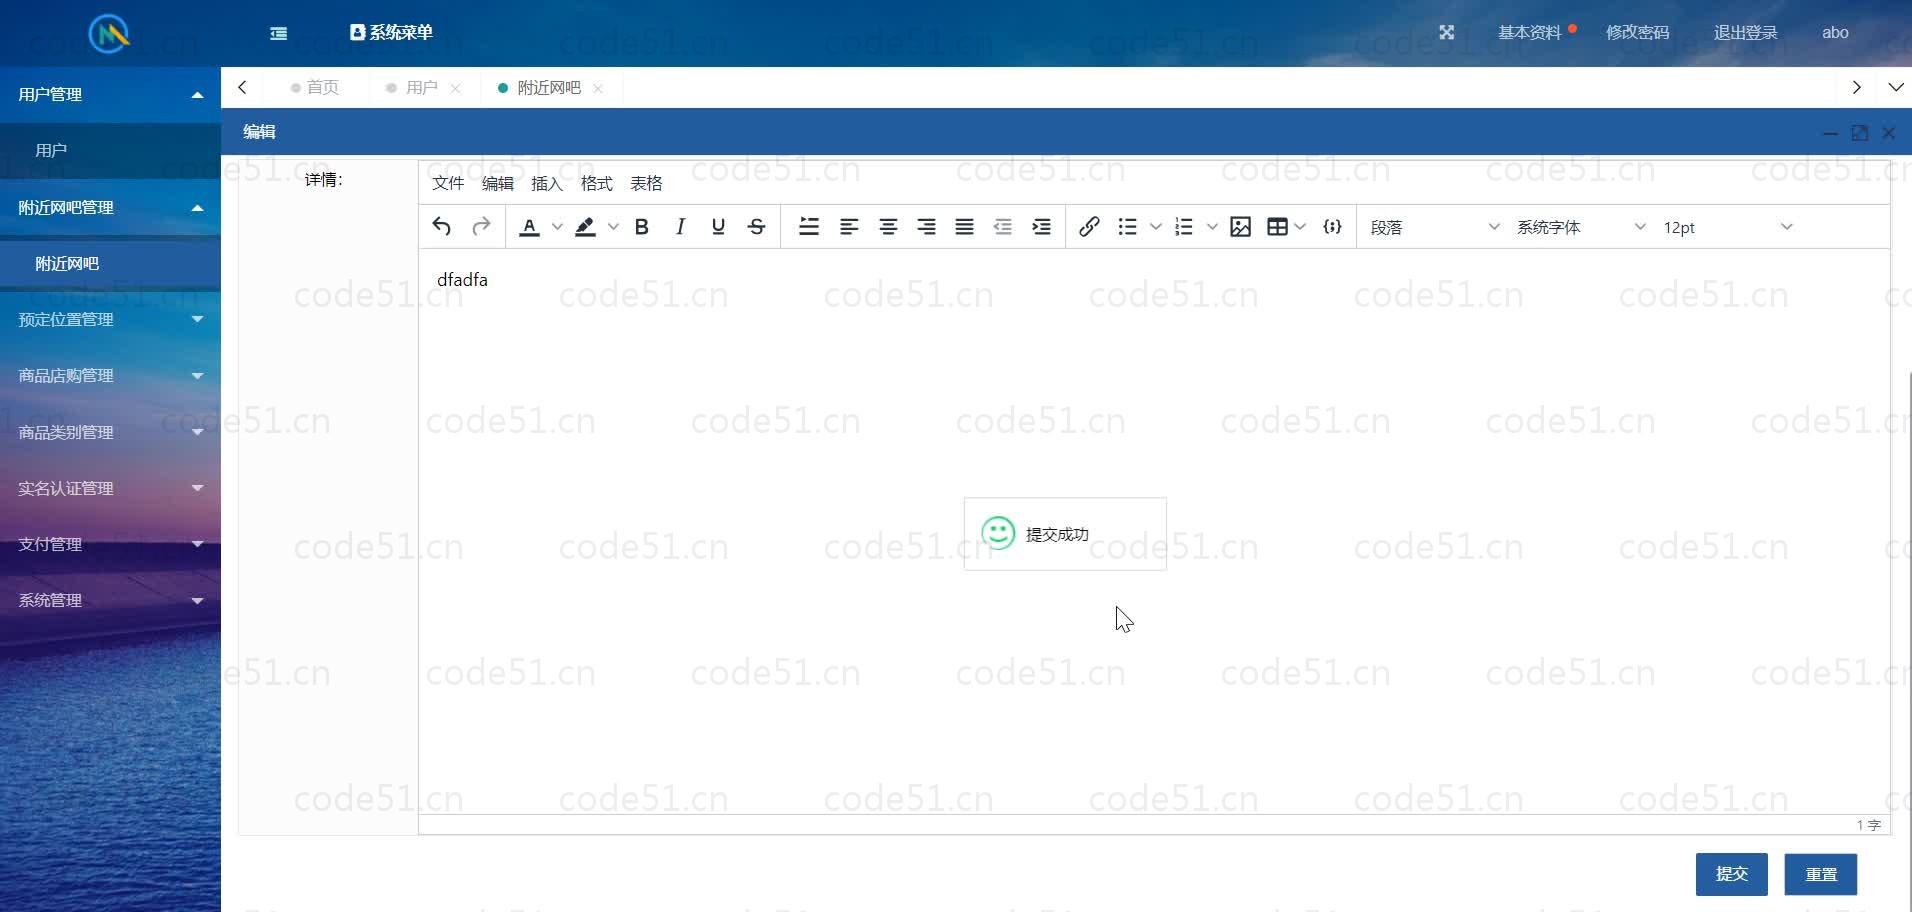 系统菜单
基本资料
修改密码
退出登录
abo
用户管理
用户
附近网吧管理
附近网吧
预定位置管理
商品店购管理
商品类别管理
实名认证管理
支付管理
系统管理
首页
用户
附近网吧
编辑
详情:
文件 编辑 插入 格式 表格
段落 系统字体 12pt
dfadfa
提交成功
1 字
提交 重置
code51.cn